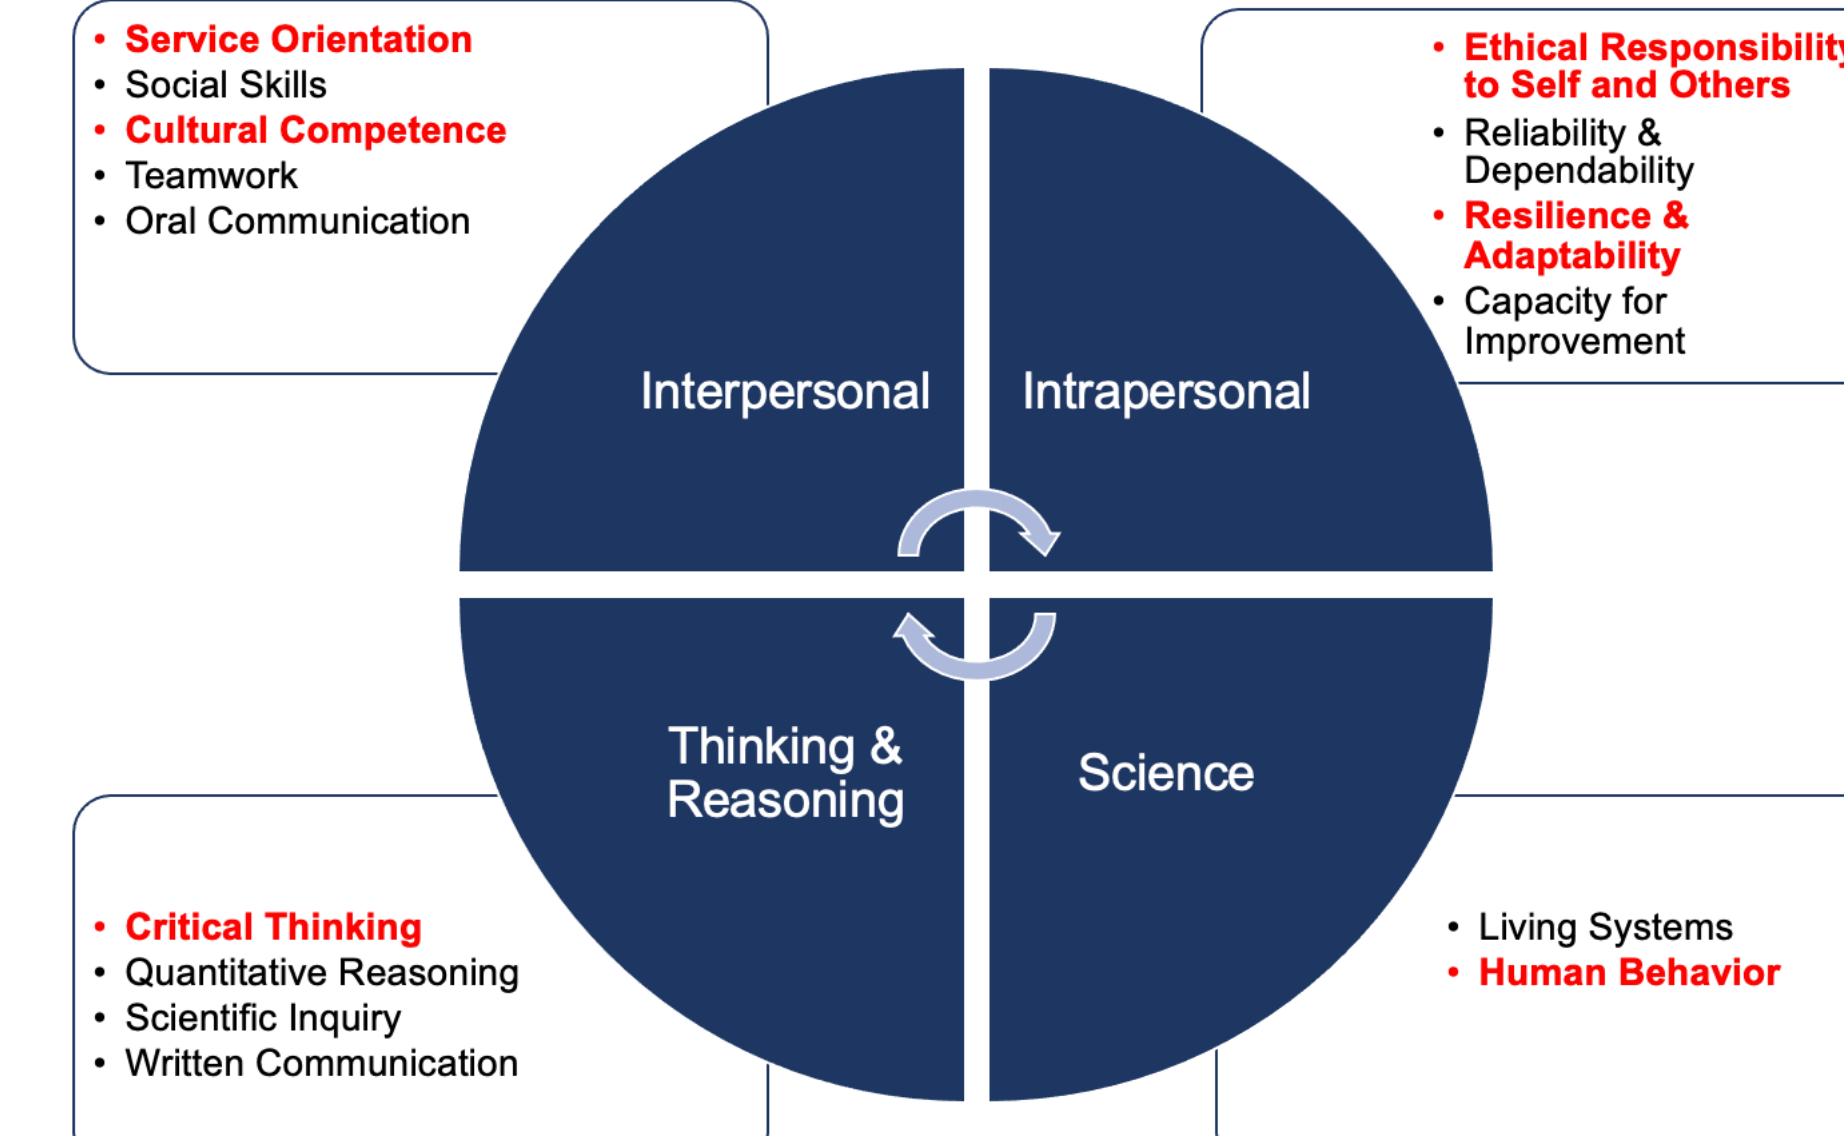 Service Orientation
Social Skills
Cultural Competence
Teamwork
Oral Communication
Ethical Responsibility
to Self and Others
Reliability &
Dependability
Resilience &
Adaptability
Capacity for
Improvement
Interpersonal
Intrapersonal
Thinking &
Reasoning
Science
Critical Thinking
Quantitative Reasoning
Scientific Inquiry
Written Communication
Living Systems
Human Behavior